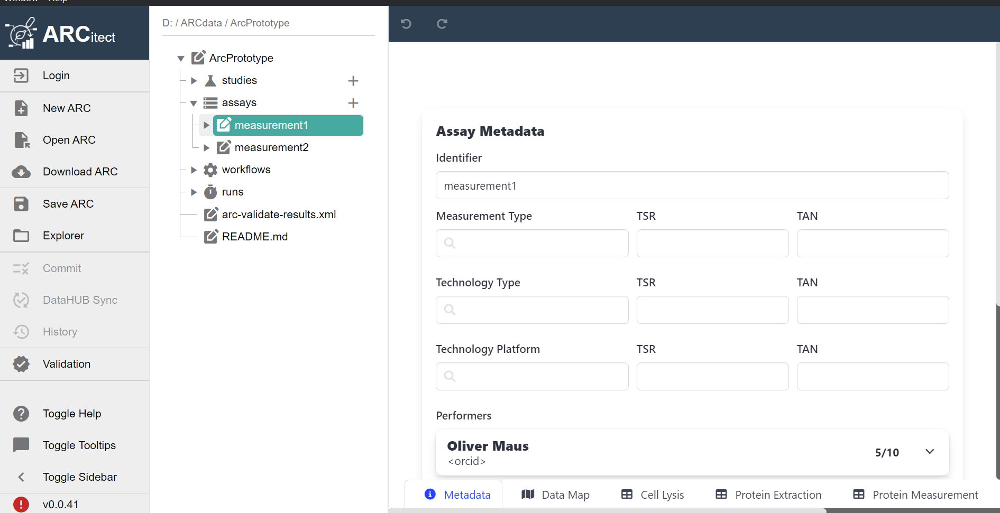 Window Help
ARCitect
Login
New ARC
Open ARC
Download ARC
Save ARC
Explorer
Commit
DataHUB Sync
History
Validation
Toggle Help
Toggle Tooltips
Toggle Sidebar
v0.0.41
D: / ARCdata / ArcPrototype
ArcPrototype
studies
assays
measurement1
measurement2
workflows
runs
arc-validate-results.xml
README.md
Assay Metadata
Identifier
measurement1
Measurement Type TSR TAN
Technology Type TSR TAN
Technology Platform TSR TAN
Performers
Oliver Maus
<orcid>
5/10
Metadata Data Map Cell Lysis Protein Extraction Protein Measurement